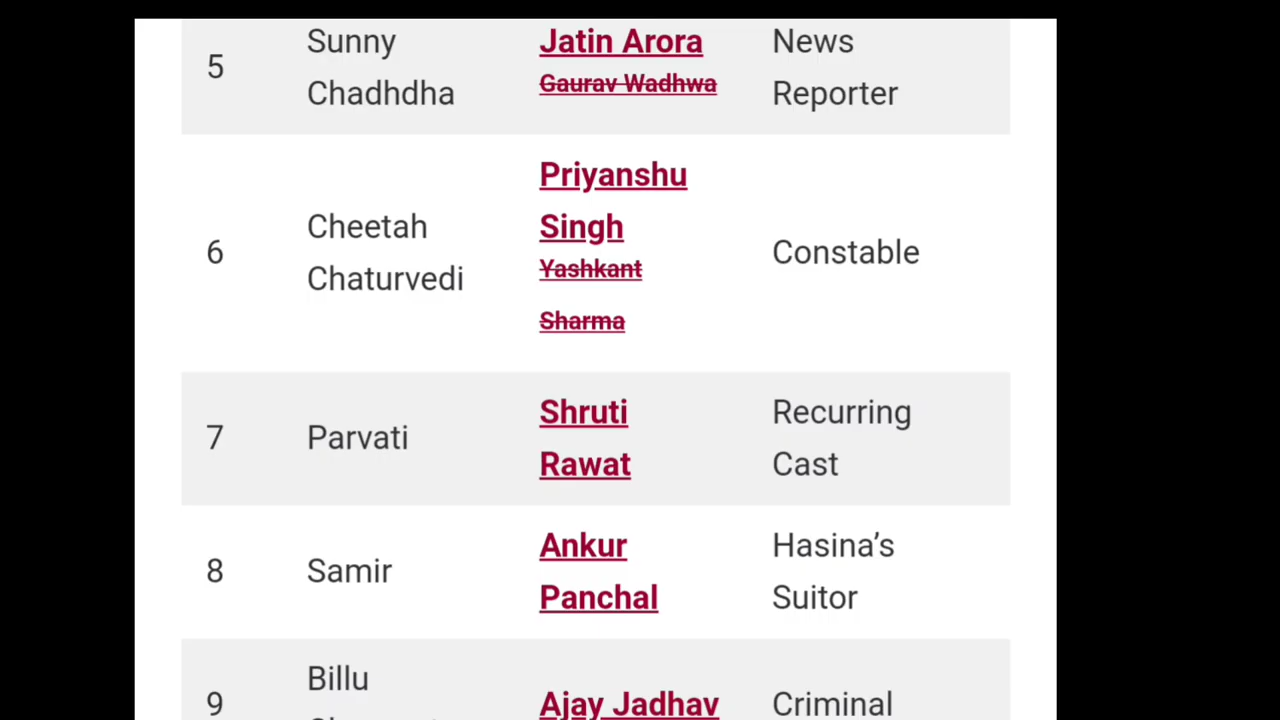 5 Sunny Chadhdha Jatin Arora Gaurav Wadhwa News Reporter
6 Cheetah Chaturvedi Priyanshu Singh Yashkant Sharma Constable
7 Parvati Shruti Rawat Recurring Cast
8 Samir Ankur Panchal Hasina’s Suitor
9 Billu Ajay Jadhav Criminal